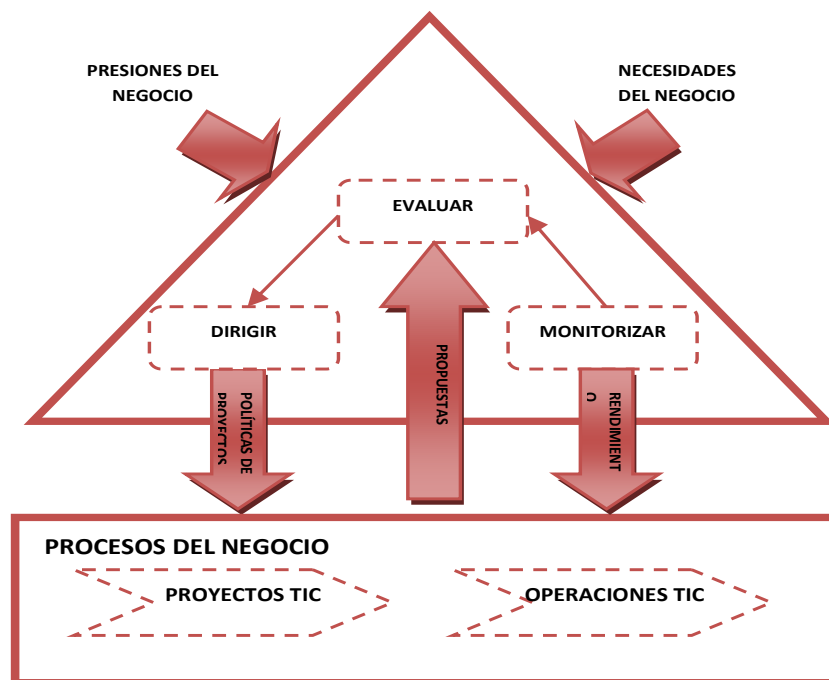 PRESIONES DEL
NEGOCIO
NECESIDADES
DEL NEGOCIO
EVALUAR
DIRIGIR
MONITORIZAR
POLÍTICAS DE
PROYECTOS
PROPUESTAS
RENDIMIENT
O
PROCESOS DEL NEGOCIO
PROYECTOS TIC
OPERACIONES TIC